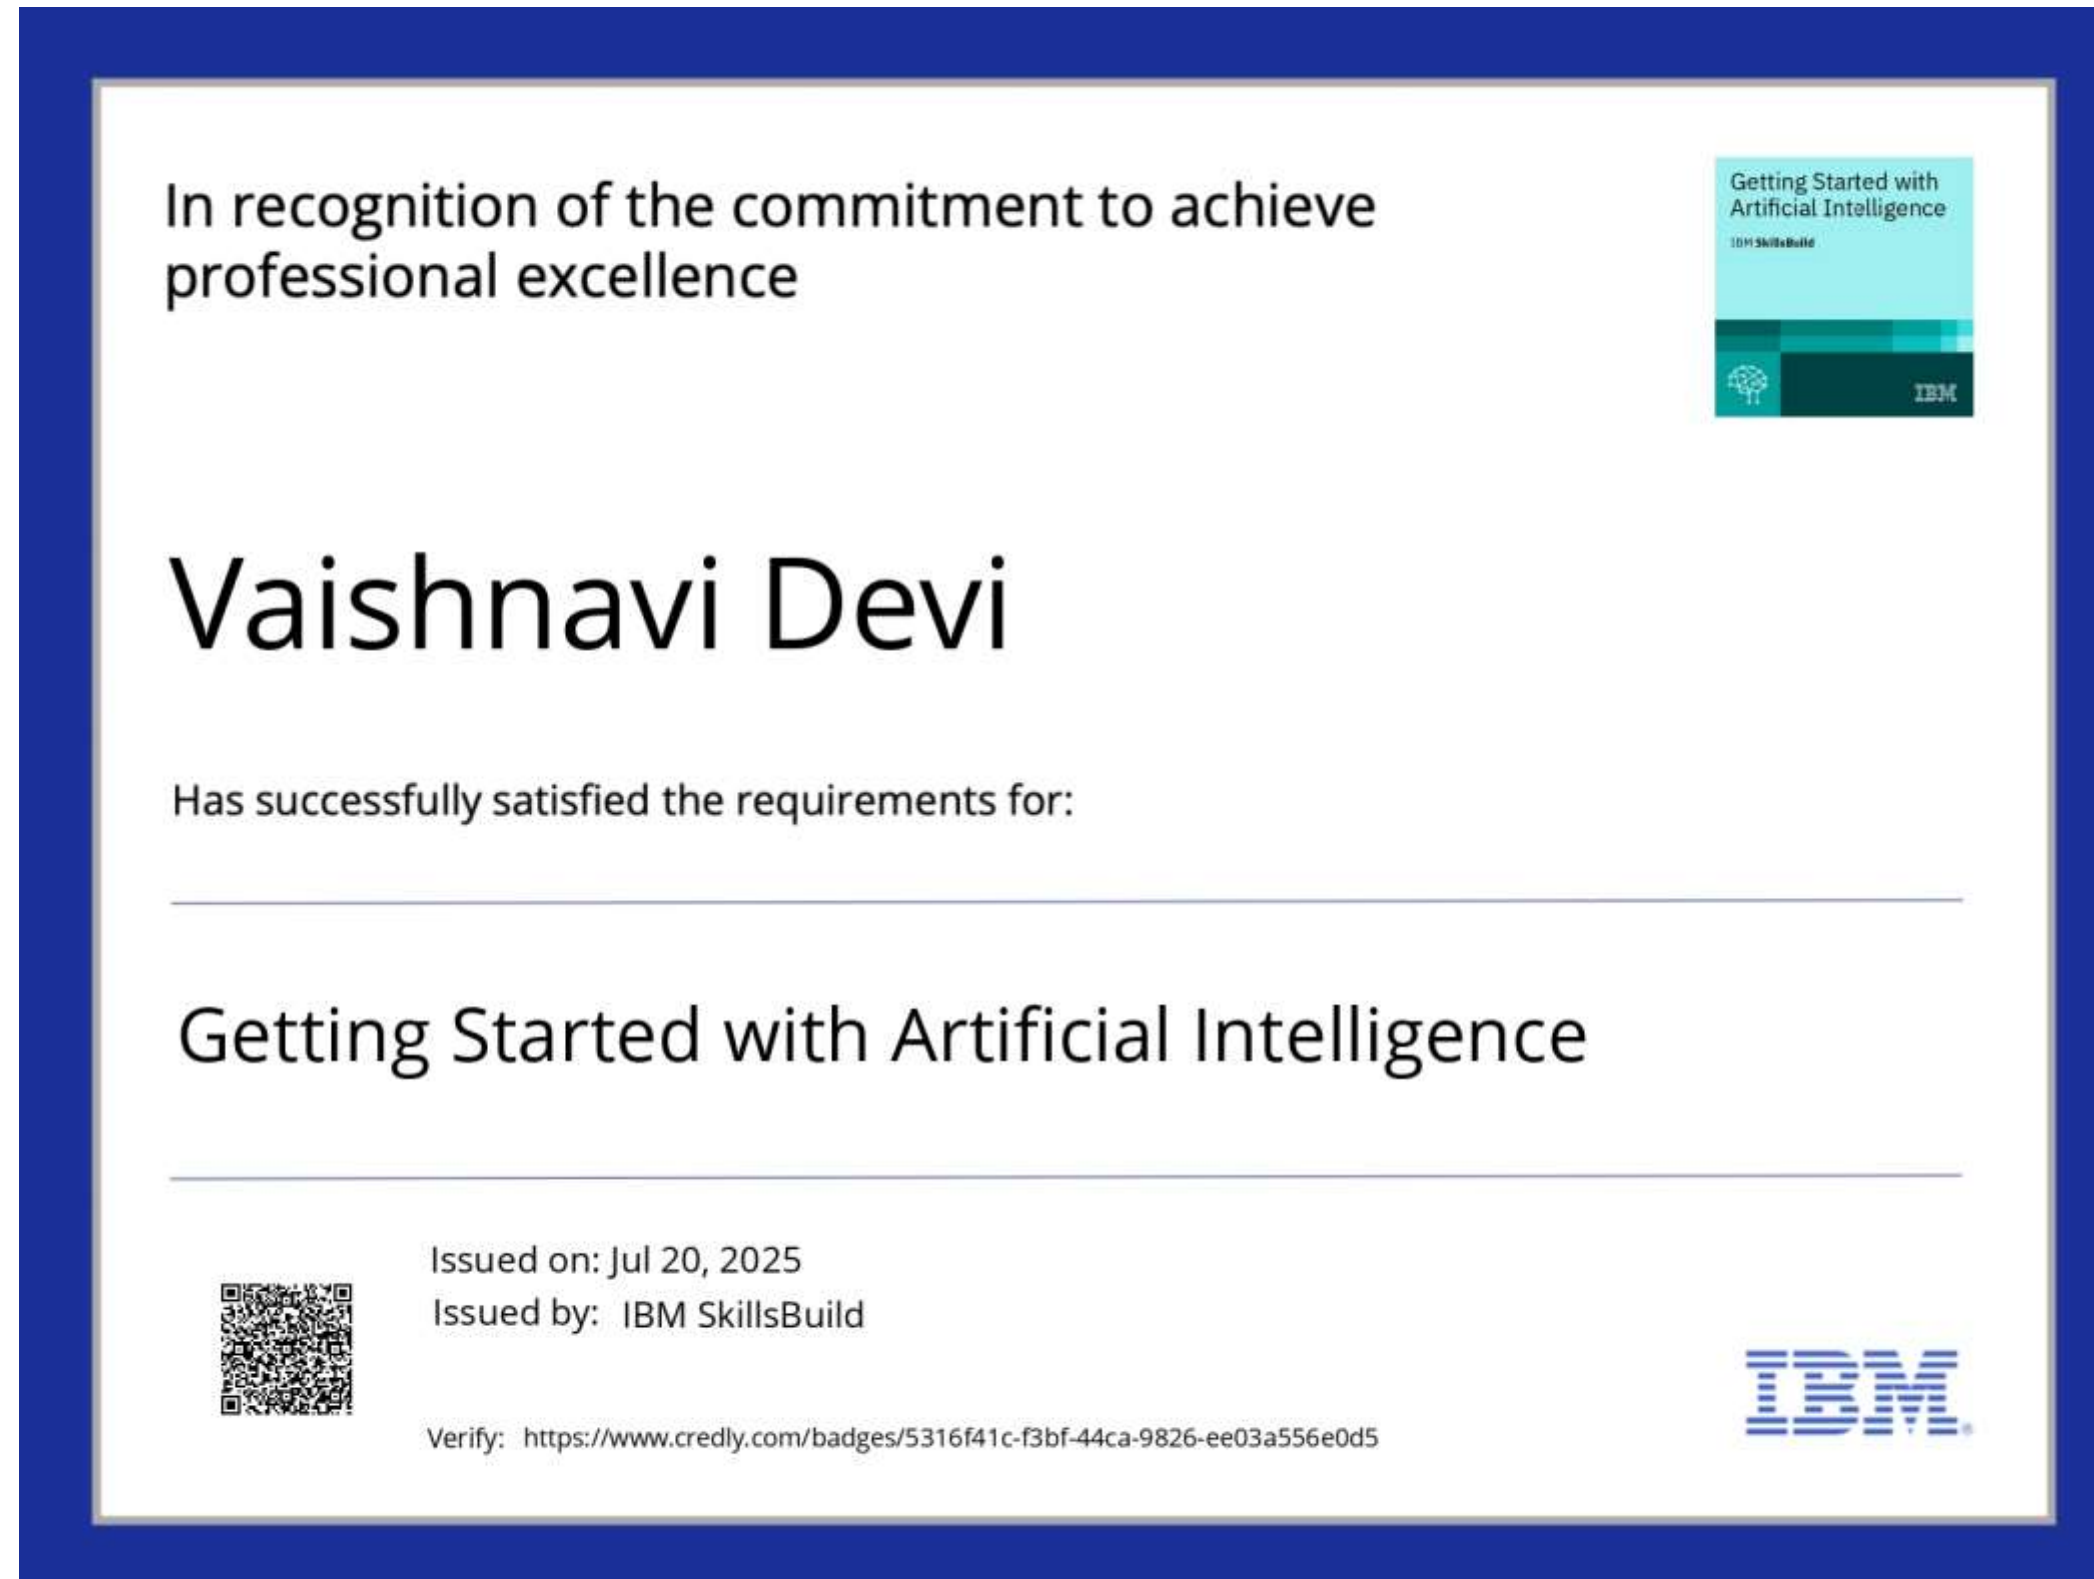 In recognition of the commitment to achieve
professional excellence
Getting Started with
Artificial Intelligence
IBM SkillsBuild
IBM
Vaishnavi Devi
Has successfully satisfied the requirements for:
Getting Started with Artificial Intelligence
Issued on: Jul 20, 2025
Issued by: IBM SkillsBuild
Verify: https://www.credly.com/badges/5316f41c-f3bf-44ca-9826-ee03a556e0d5
IBM®